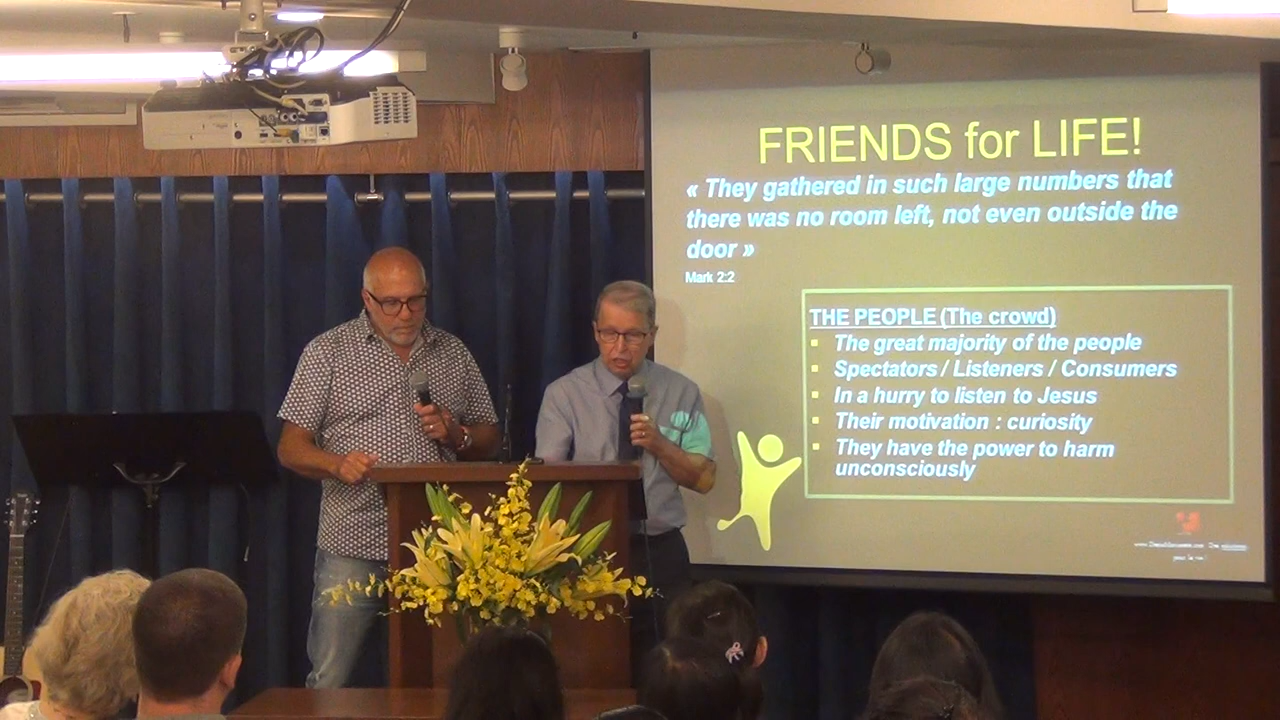 FRIENDS for LIFE!
« They gathered in such large numbers that
there was no room left, not even outside the
door »
Mark 2:2
THE PEOPLE (The crowd)
▪ The great majority of the people
▪ Spectators / Listeners / Consumers
▪ In a hurry to listen to Jesus
▪ Their motivation : curiosity
▪ They have the power to harm
unconsciously